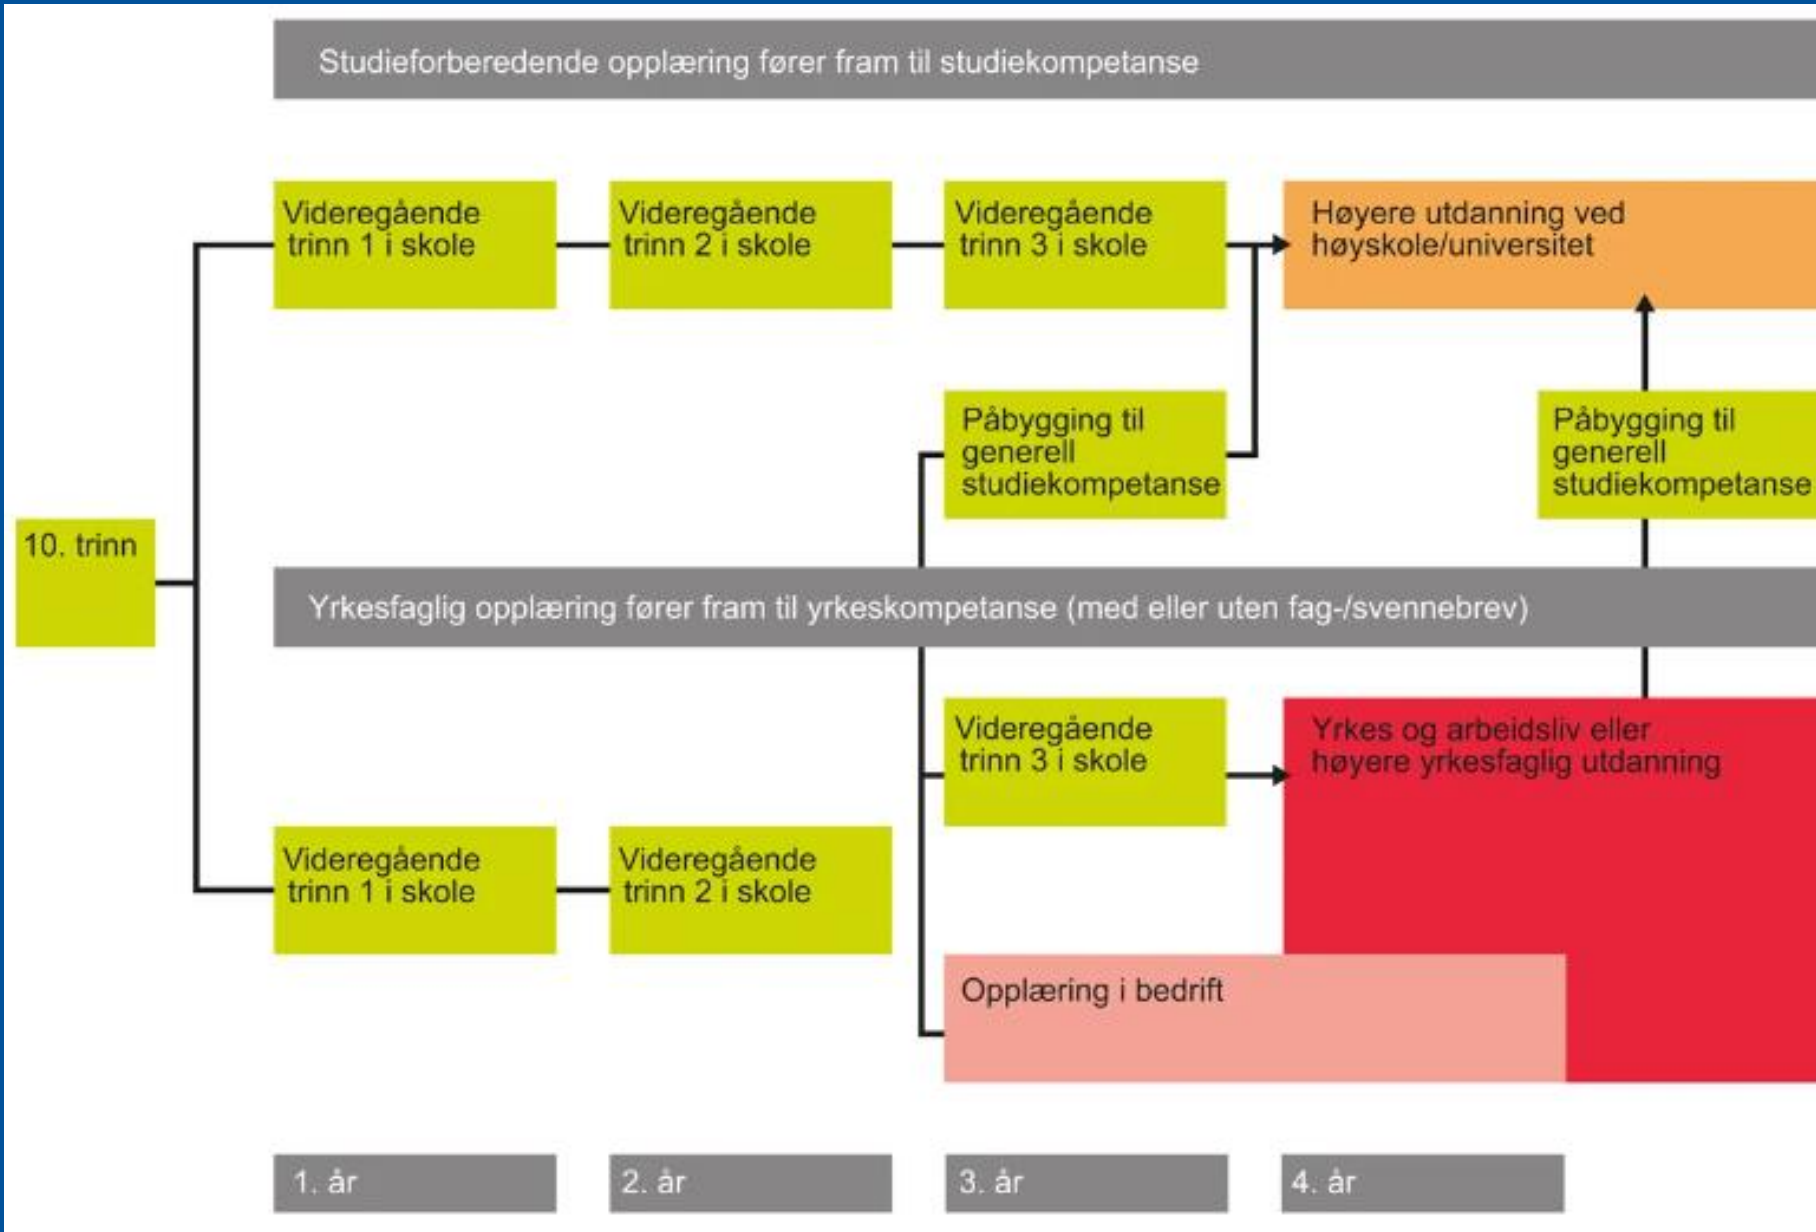 Studieforberedende opplæring fører fram til studiekompetanse
Videregående
trinn 1 i skole
Videregående
trinn 2 i skole
Videregående
trinn 3 i skole
Høyere utdanning ved
høyskole/universitet
Påbygging til
generell
studiekompetanse
Påbygging til
generell
studiekompetanse
10. trinn
Yrkesfaglig opplæring fører fram til yrkeskompetanse (med eller uten fag-/svennebrev)
Videregående
trinn 3 i skole
Yrkes og arbeidsliv eller
høyere yrkesfaglig utdanning
Videregående
trinn 1 i skole
Videregående
trinn 2 i skole
Opplæring i bedrift
1. år
2. år
3. år
4. år